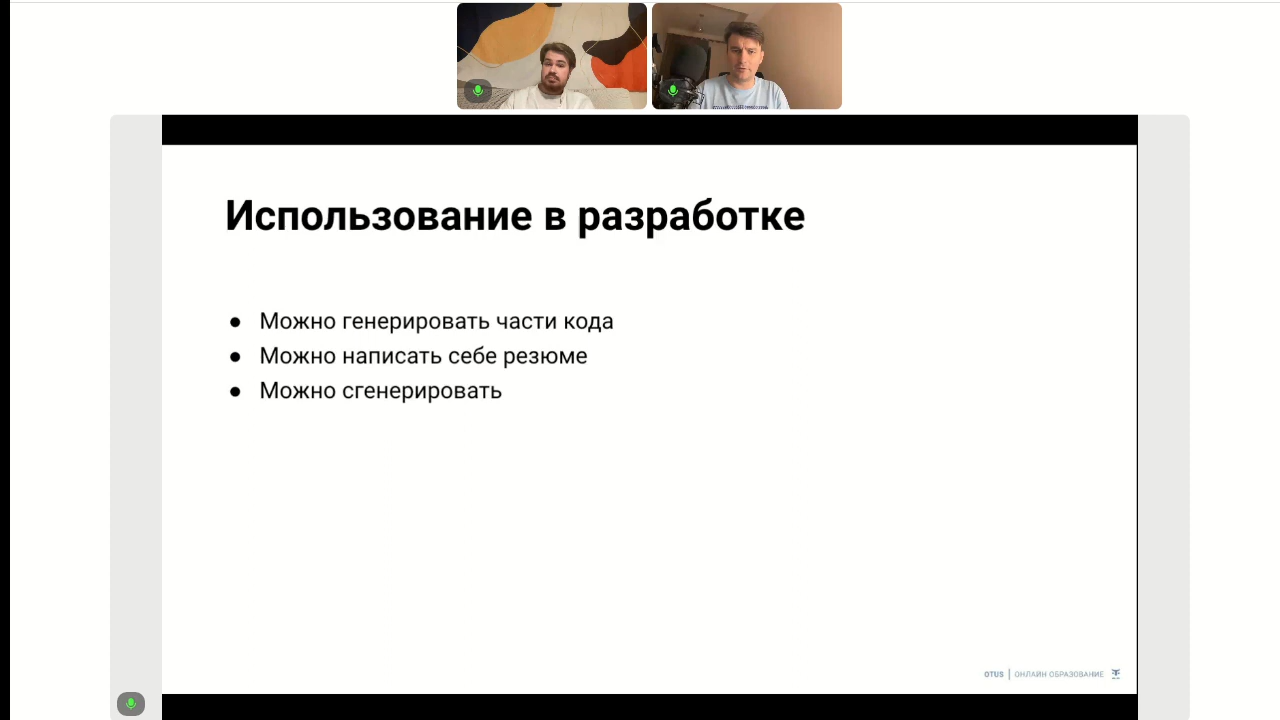 Использование в разработке
● Можно генерировать части кода
● Можно написать себе резюме
● Можно сгенерировать
OTUS | ОНЛАЙН ОБРАЗОВАНИЕ